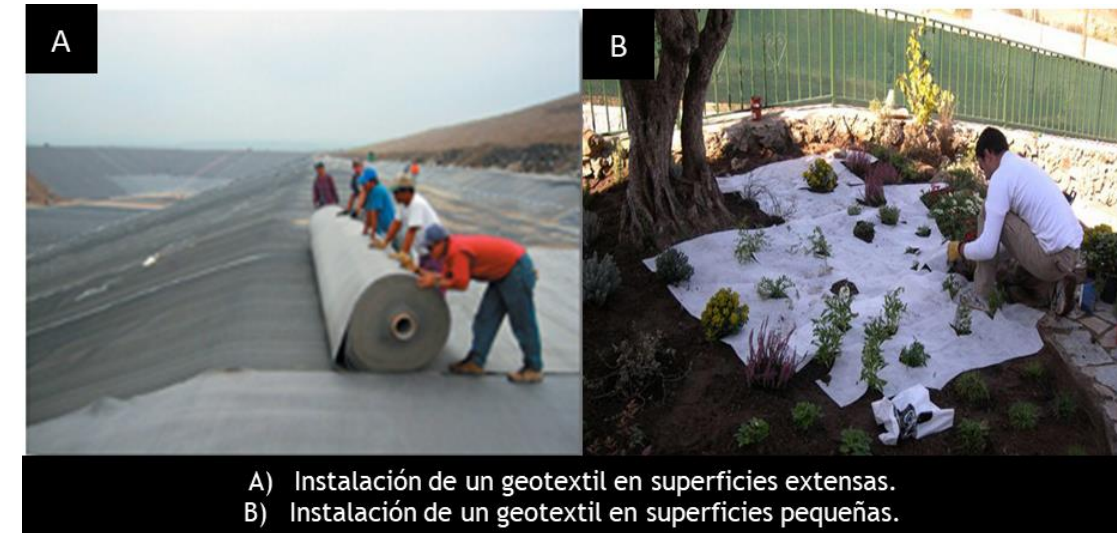 A
B
A) Instalación de un geotextil en superficies extensas.
B) Instalación de un geotextil en superficies pequeñas.